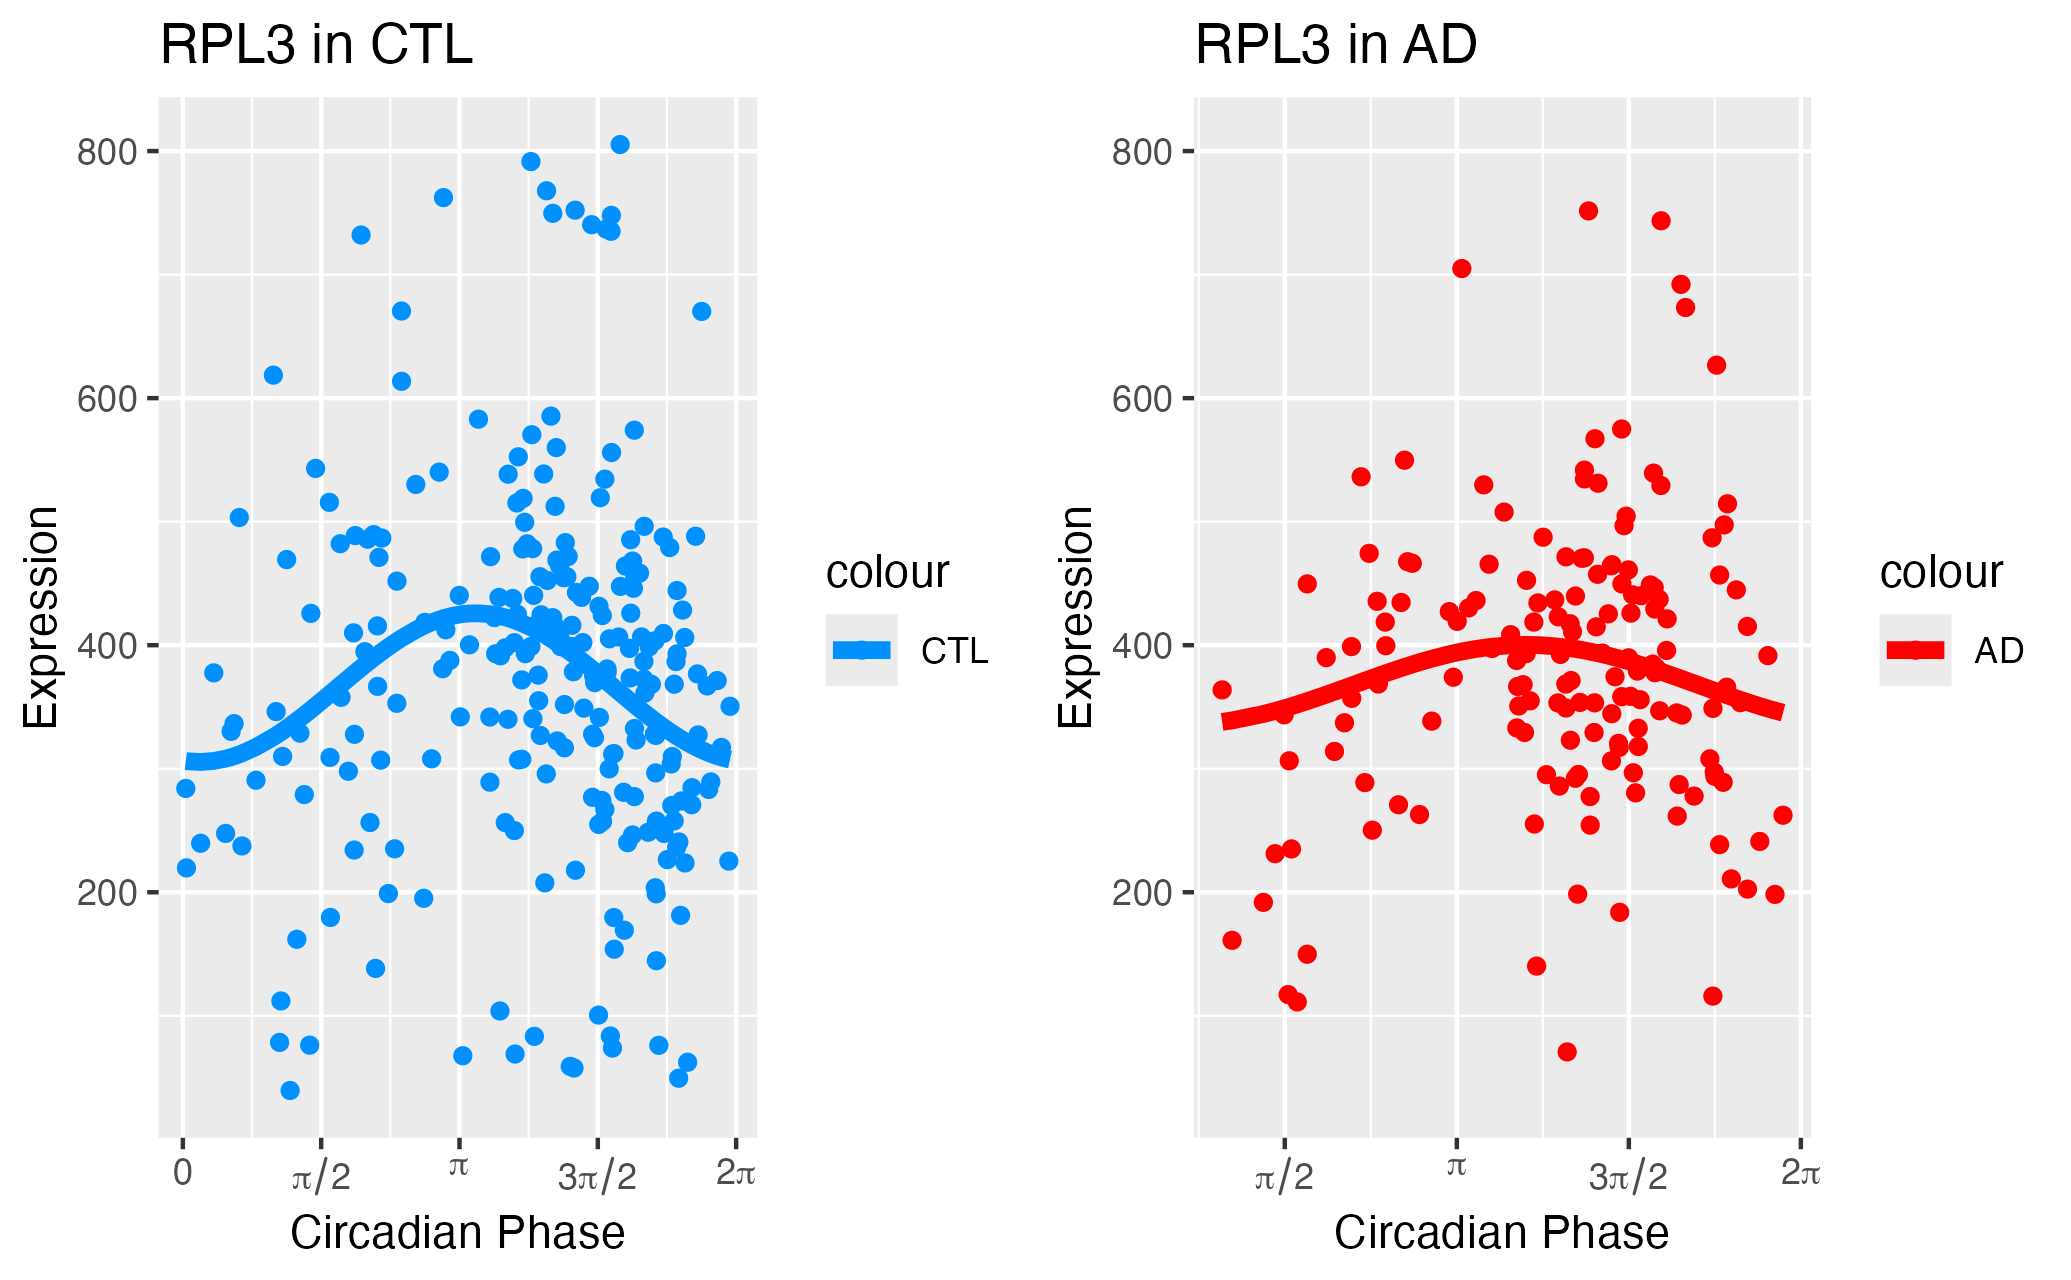 RPL3 in CTL
Expression
800
600
400
200
0
π/2
π
3π/2
2π
Circadian Phase
colour
CTL
RPL3 in AD
Expression
800
600
400
200
π/2
π
3π/2
2π
Circadian Phase
colour
AD